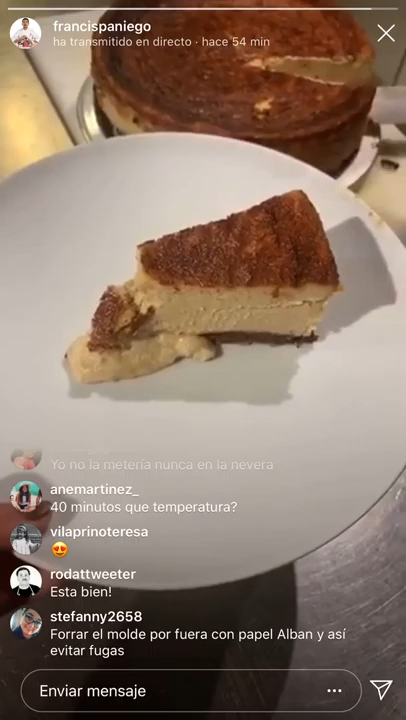 francispaniego
ha transmitido en directo · hace 54 min
Yo no la metería nunca en la nevera
anemartinez_
40 minutos que temperatura?
vilaprinoteresa
😍
rodattweeter
Esta bien!
stefanny2658
Forrar el molde por fuera con papel Alban y así
evitar fugas
Enviar mensaje